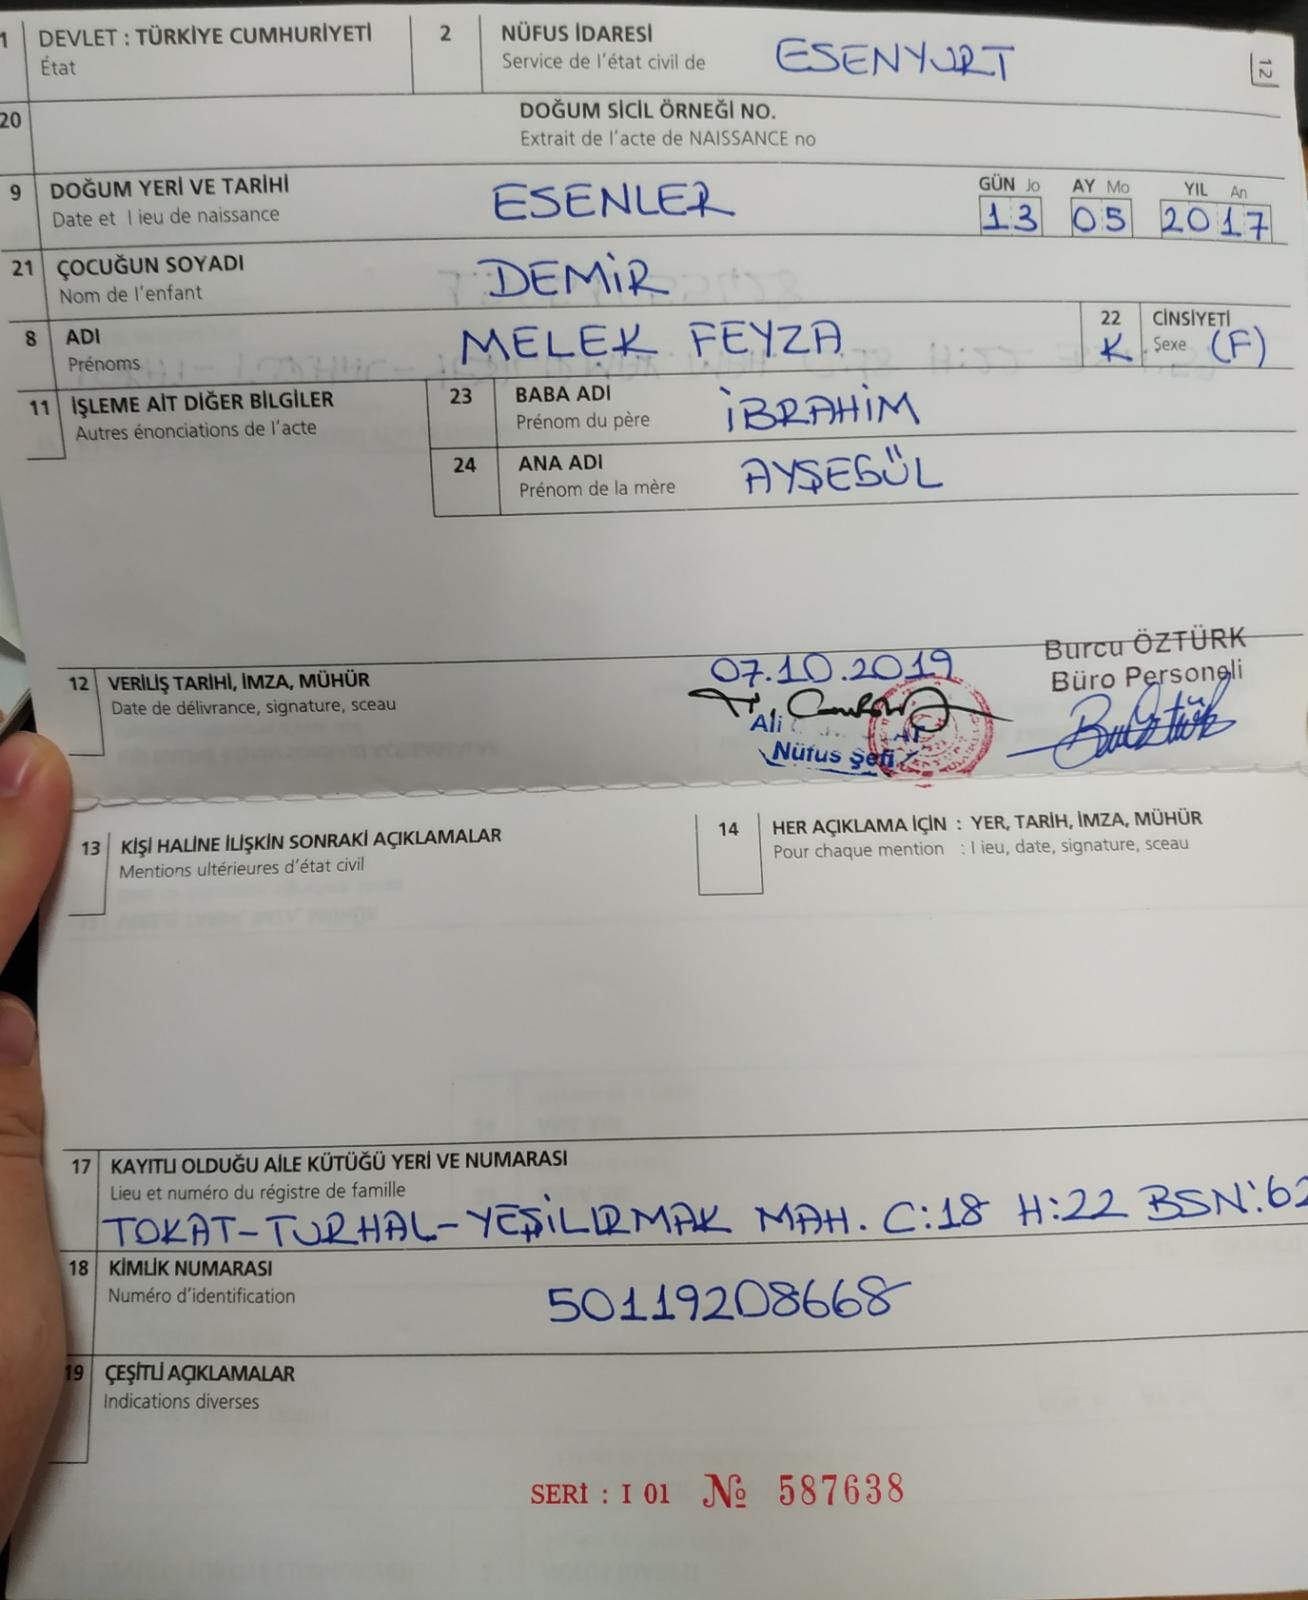 1 DEVLET : TÜRKİYE CUMHURİYETİ
État
2 NÜFUS İDARESİ
Service de l'état civil de
ESENYURT
12
20 DOĞUM SİCİL ÖRNEĞİ NO.
Extrait de l'acte de NAISSANCE no
9 DOĞUM YERİ VE TARİHİ
Date et lieu de naissance
ESENLER
GÜN Jo AY Mo YIL An
13 05 2017
21 ÇOCUĞUN SOYADI
Nom de l'enfant
DEMİR
8 ADI
Prénoms
MELEK FEYZA
22 CİNSİYETİ
K Sexe (F)
11 İŞLEME AİT DİĞER BİLGİLER
Autres énonciations de l'acte
23 BABA ADI
Prénom du père
İBRAHİM
24 ANA ADI
Prénom de la mère
AYŞEGÜL
12 VERİLİŞ TARİHİ, İMZA, MÜHÜR
Date de délivrance, signature, sceau
07.10.2019
Ali
Nüfus Şefi
Burcu ÖZTÜRK
Büro Personeli
13 KİŞİ HALİNE İLİŞKİN SONRAKİ AÇIKLAMALAR
Mentions ultérieures d'état civil
14 HER AÇIKLAMA İÇİN : YER, TARİH, İMZA, MÜHÜR
Pour chaque mention : lieu, date, signature, sceau
17 KAYITLI OLDUĞU AİLE KÜTÜĞÜ YERİ VE NUMARASI
Lieu et numéro du régistre de famille
TOKAT-TURHAL-YEŞİLIRMAK MAH. C:18 H:22 BSN:62
18 KİMLİK NUMARASI
Numéro d'identification
50119208668
19 ÇEŞİTLİ AÇIKLAMALAR
Indications diverses
SERİ : I 01 № 587638